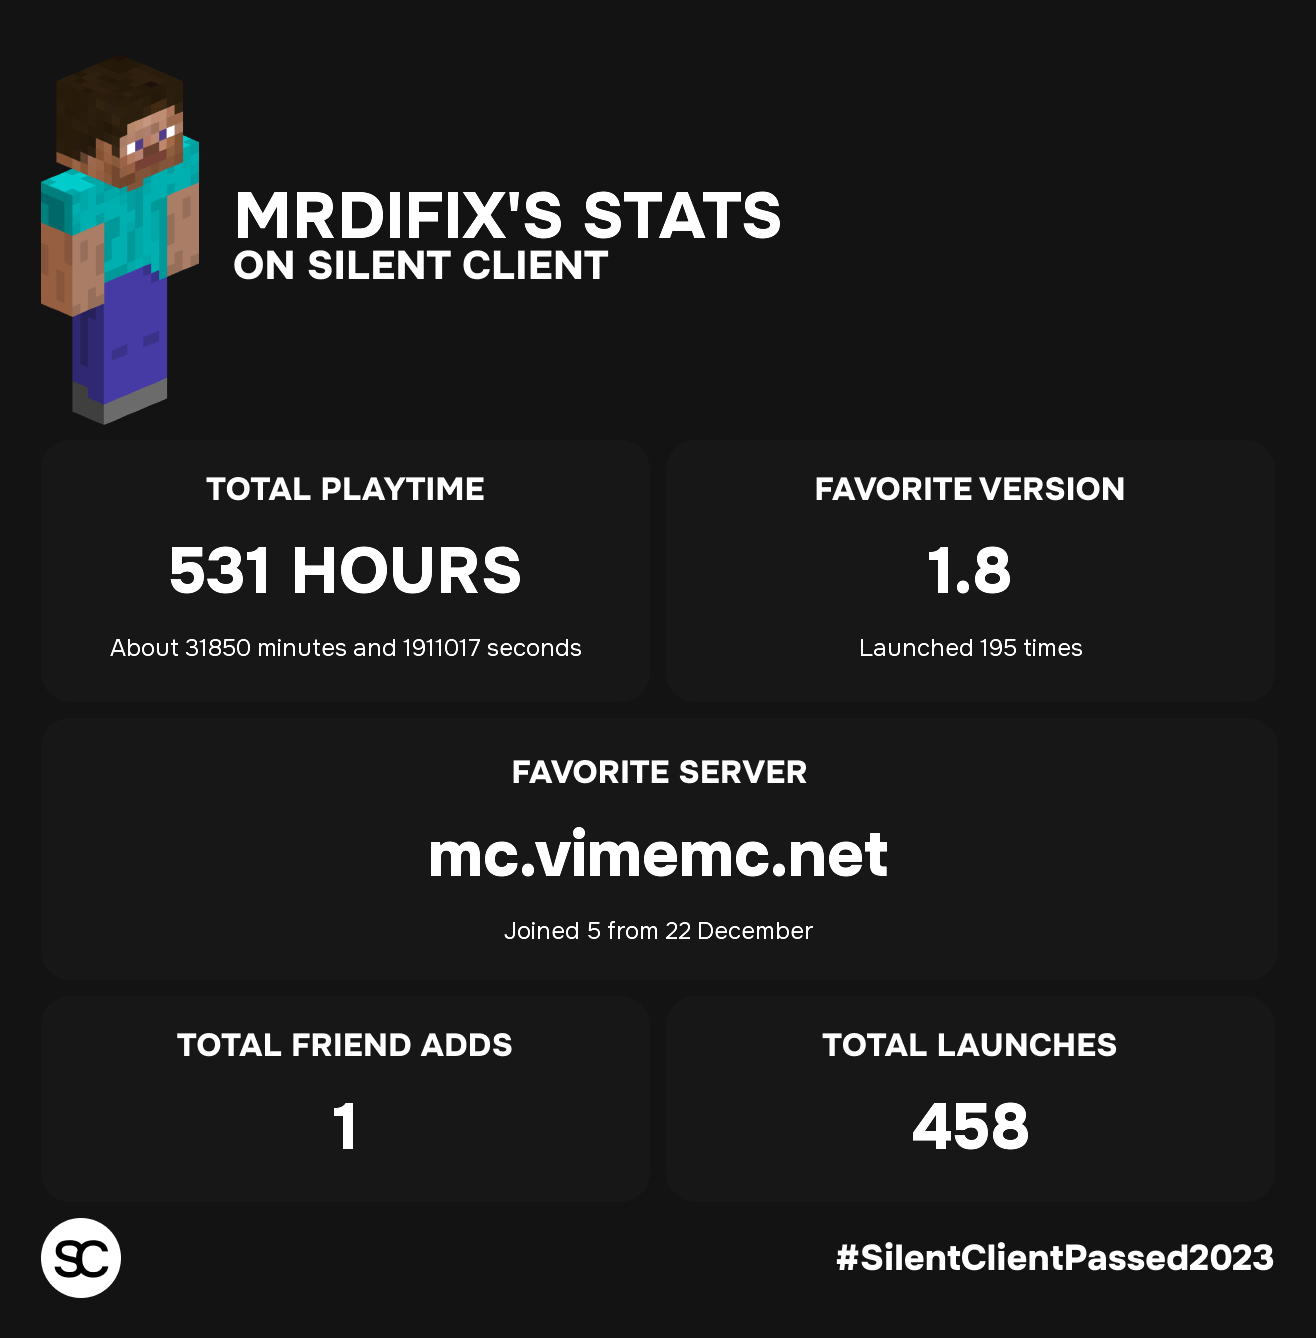 MRDIFIX'S STATS
ON SILENT CLIENT
TOTAL PLAYTIME
531 HOURS
About 31850 minutes and 1911017 seconds
FAVORITE VERSION
1.8
Launched 195 times
FAVORITE SERVER
mc.vimemc.net
Joined 5 from 22 December
TOTAL FRIEND ADDS
1
TOTAL LAUNCHES
458
SC
#SilentClientPassed2023